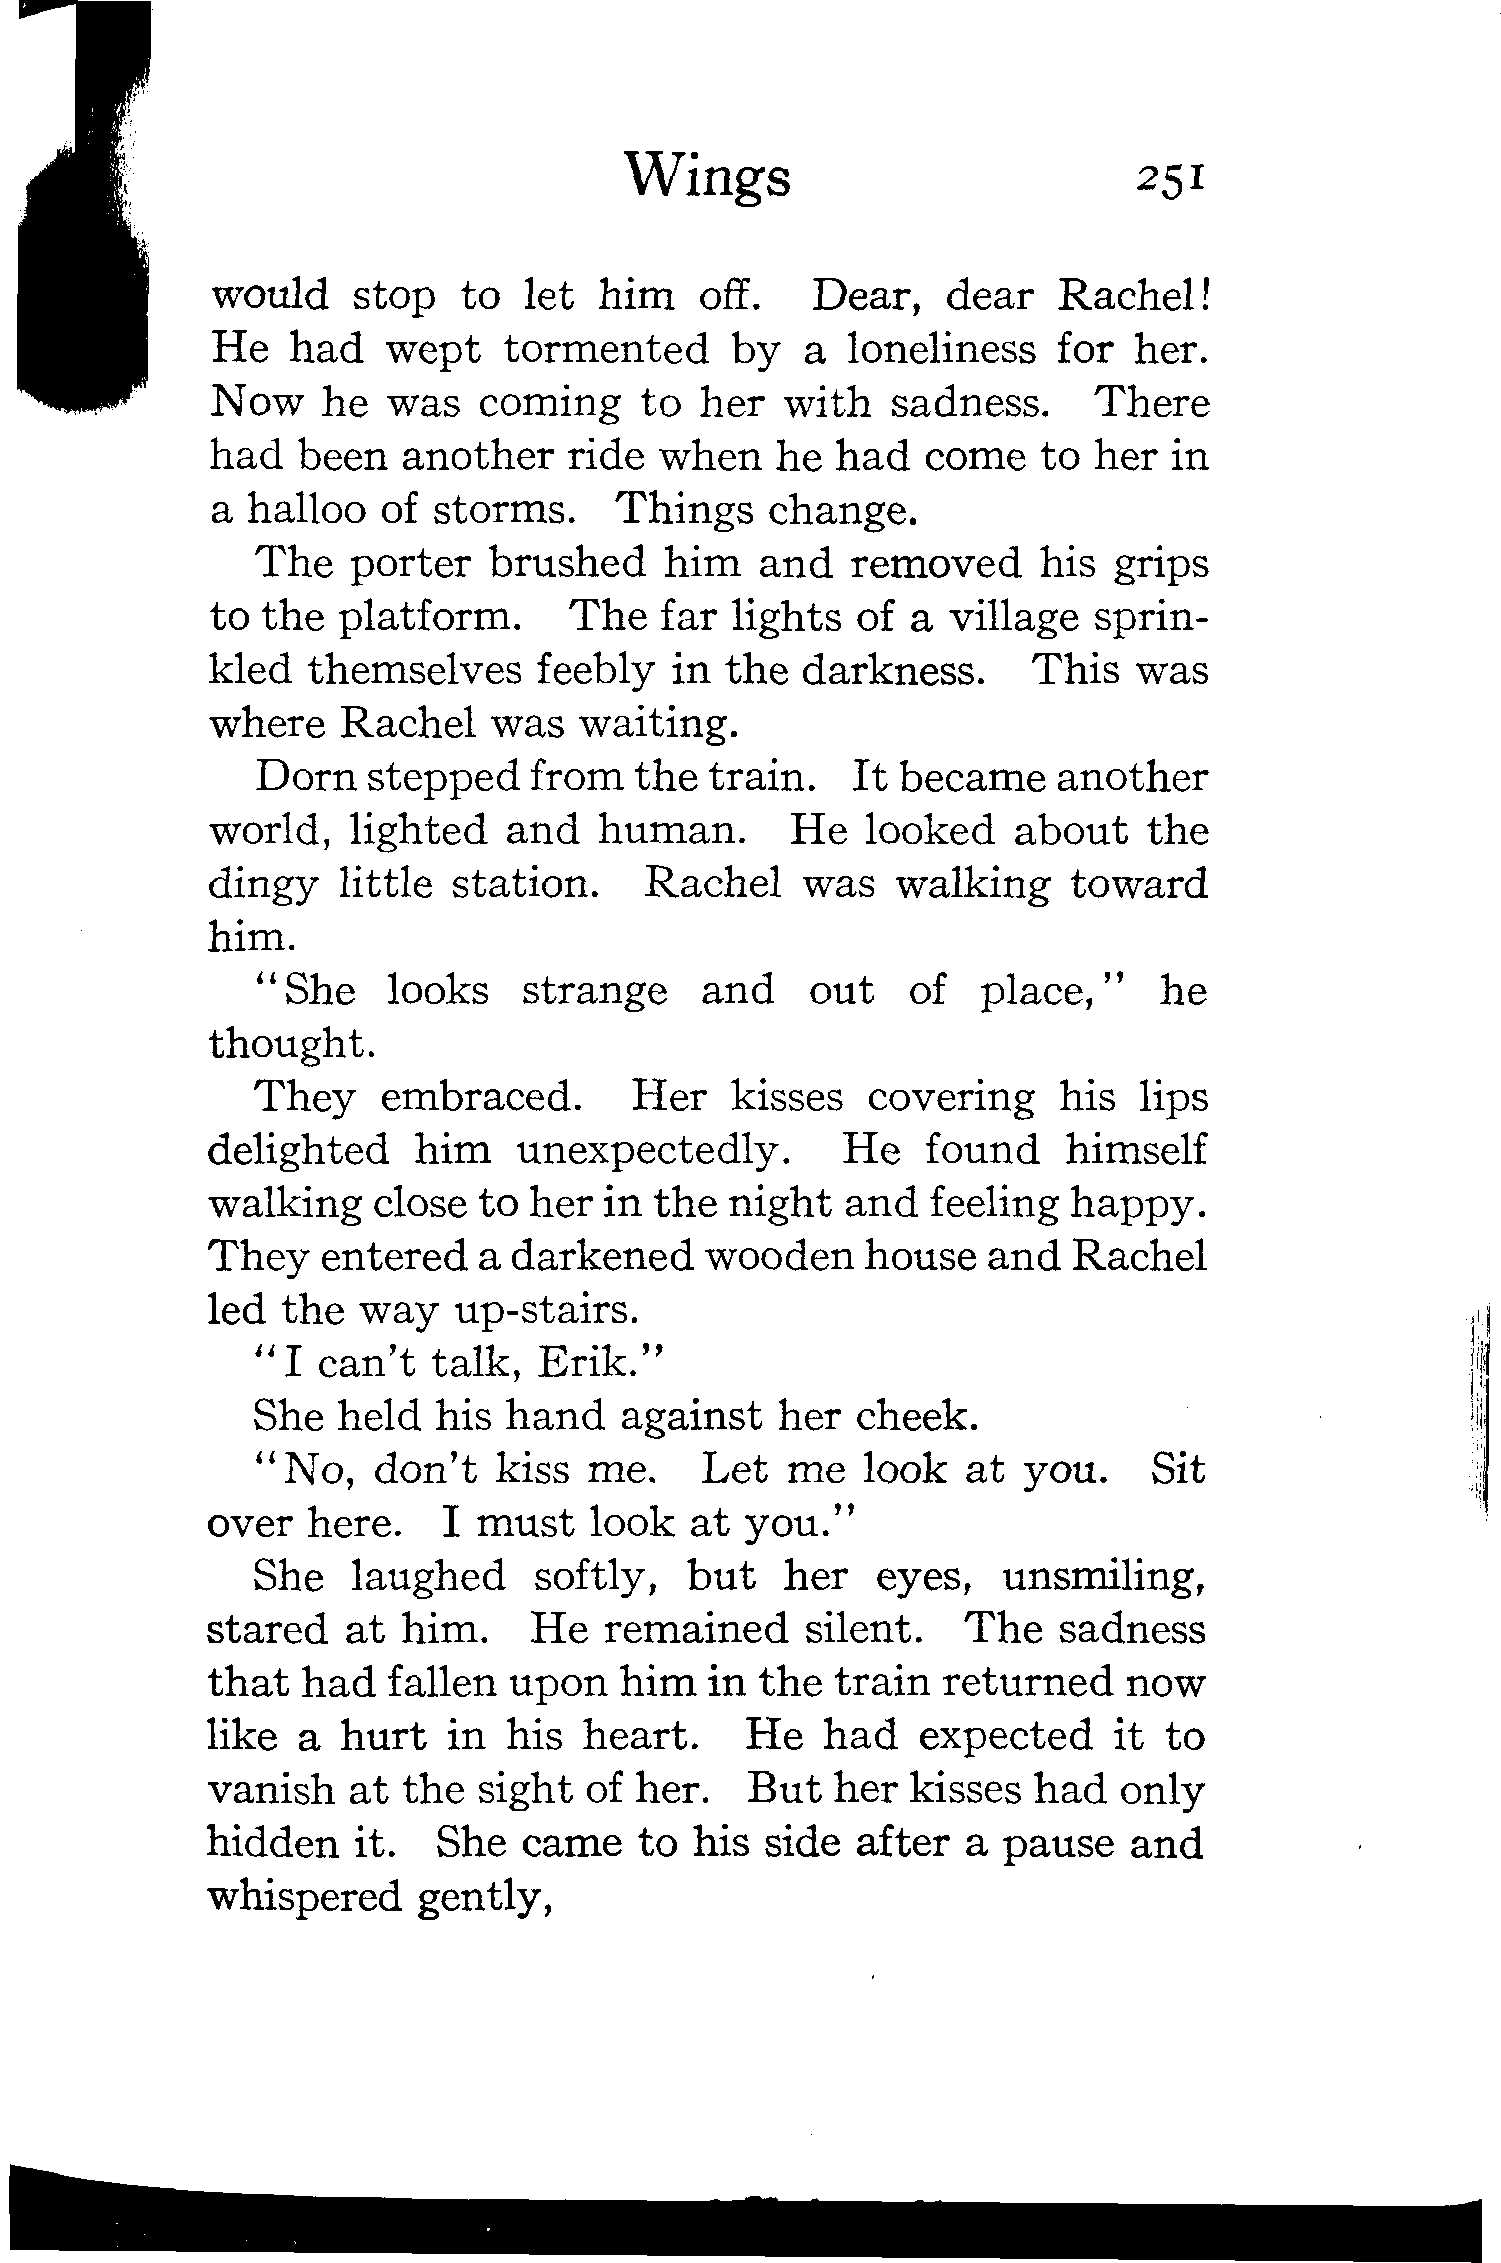 Wings 251
would stop to let him off. Dear, dear Rachel!
He had wept tormented by a loneliness for her.
Now he was coming to her with sadness. There
had been another ride when he had come to her in
a halloo of storms. Things change.
The porter brushed him and removed his grips
to the platform. The far lights of a village sprin-
kled themselves feebly in the darkness. This was
where Rachel was waiting.
Dorn stepped from the train. It became another
world, lighted and human. He looked about the
dingy little station. Rachel was walking toward
him.
"She looks strange and out of place," he
thought.
They embraced. Her kisses covering his lips
delighted him unexpectedly. He found himself
walking close to her in the night and feeling happy.
They entered a darkened wooden house and Rachel
led the way up-stairs.
"I can't talk, Erik."
She held his hand against her cheek.
"No, don't kiss me. Let me look at you. Sit
over here. I must look at you."
She laughed softly, but her eyes, unsmiling,
stared at him. He remained silent. The sadness
that had fallen upon him in the train returned now
like a hurt in his heart. He had expected it to
vanish at the sight of her. But her kisses had only
hidden it. She came to his side after a pause and
whispered gently,